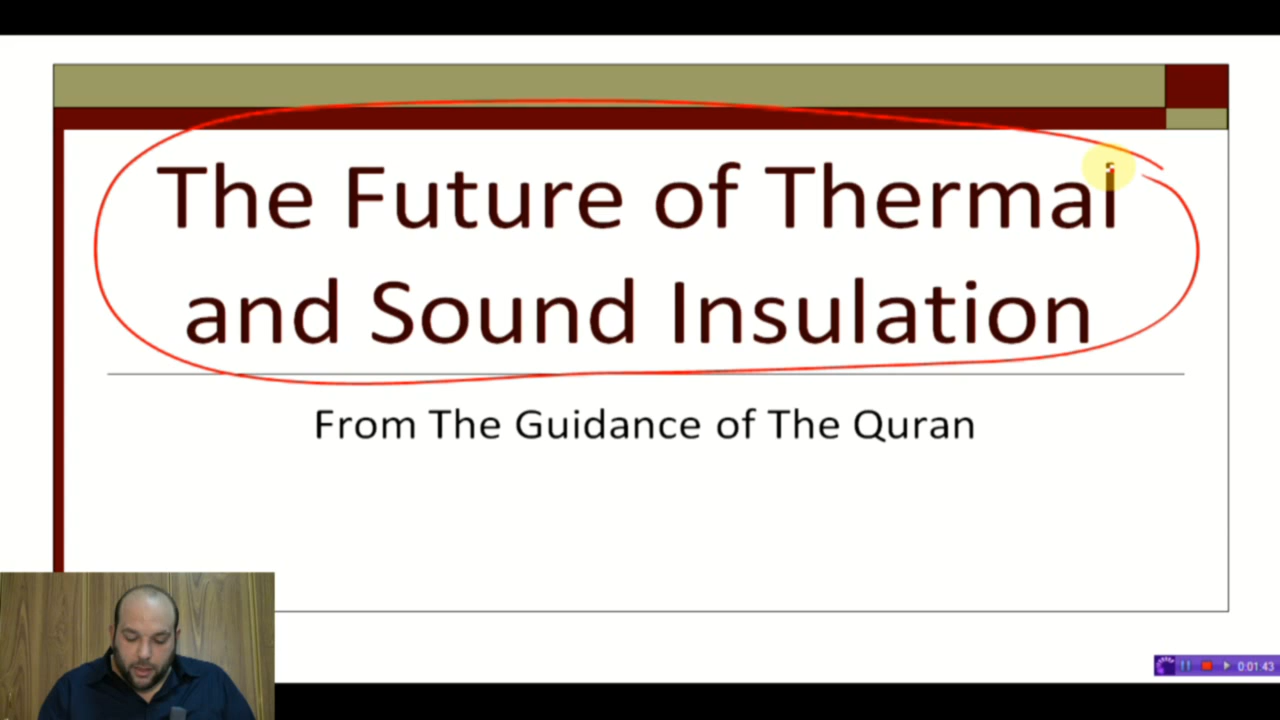 The Future of Thermal
and Sound Insulation
From The Guidance of The Quran
0:01:43